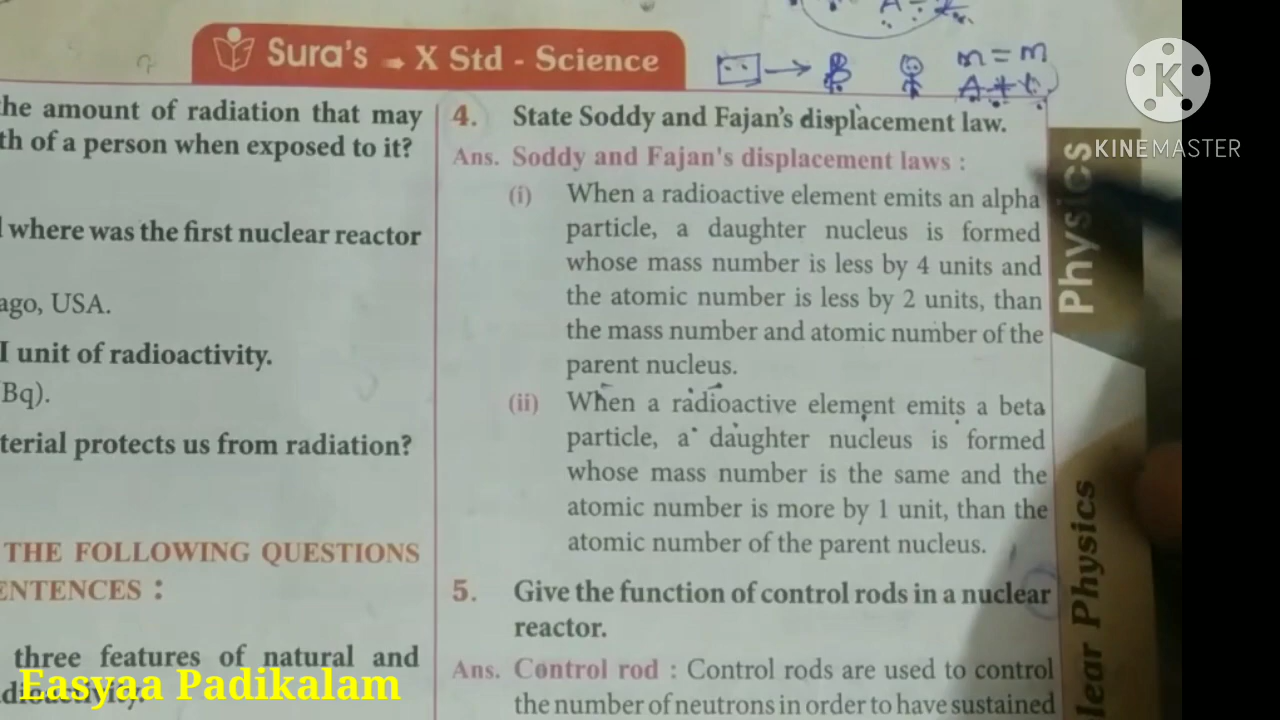 Sura's ➡ X Std - Science
m = m
KINEMASTER
he amount of radiation that may
th of a person when exposed to it?
where was the first nuclear reactor
ago, USA.
I unit of radioactivity.
Bq).
terial protects us from radiation?
THE FOLLOWING QUESTIONS
ENTENCES :
three features of natural and
dioactivity.
4. State Soddy and Fajan's displacement law.
Ans. Soddy and Fajan's displacement laws :
(i) When a radioactive element emits an alpha
particle, a daughter nucleus is formed
whose mass number is less by 4 units and
the atomic number is less by 2 units, than
the mass number and atomic number of the
parent nucleus.
(ii) When a radioactive element emits a beta
particle, a daughter nucleus is formed
whose mass number is the same and the
atomic number is more by 1 unit, than the
atomic number of the parent nucleus.
5. Give the function of control rods in a nuclear
reactor.
Ans. Control rod : Control rods are used to control
the number of neutrons in order to have sustained
Physics
lear Physics
Easyaa Padikalam